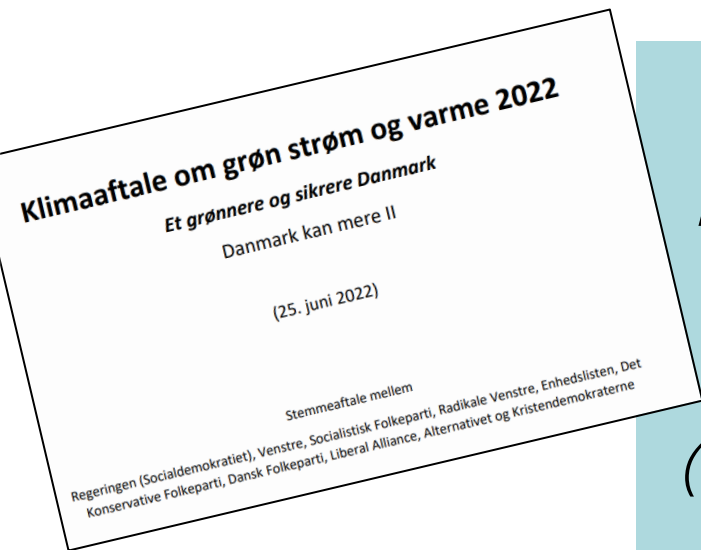 Klimaaftale om grøn strøm og varme 2022
Et grønnere og sikrere Danmark
Danmark kan mere II
(25. juni 2022)
Stemmeaftale mellem
Regeringen (Socialdemokratiet), Venstre, Socialistisk Folkeparti, Radikale Venstre, Enhedslisten, Det
Konservative Folkeparti, Dansk Folkeparti, Liberal Alliance, Alternativet og Kristendemokraterne
(